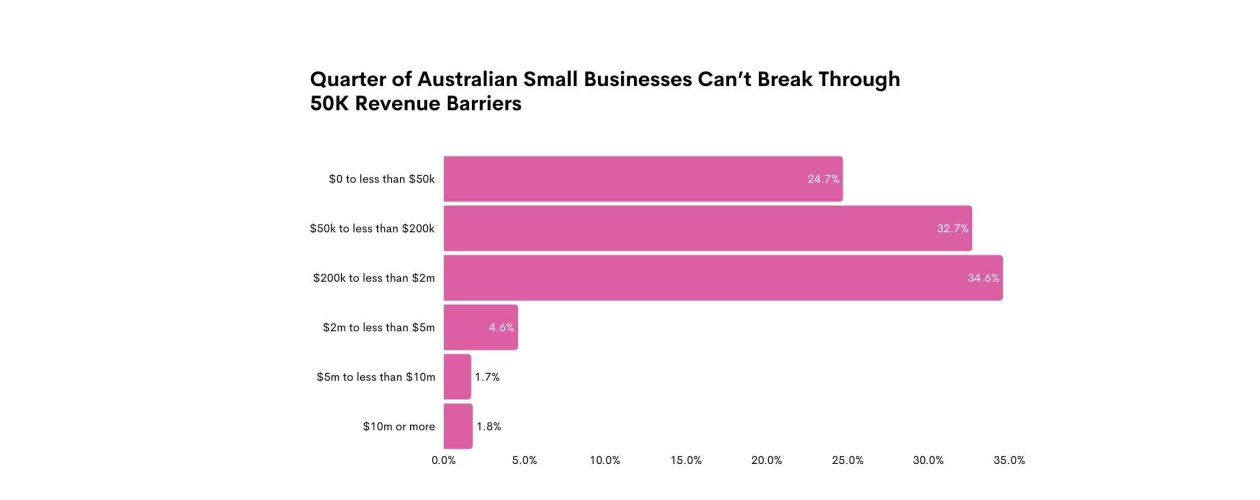 Quarter of Australian Small Businesses Can’t Break Through
50K Revenue Barriers
$0 to less than $50k 24.7%
$50k to less than $200k 32.7%
$200k to less than $2m 34.6%
$2m to less than $5m 4.6%
$5m to less than $10m 1.7%
$10m or more 1.8%
0.0% 5.0% 10.0% 15.0% 20.0% 25.0% 30.0% 35.0%